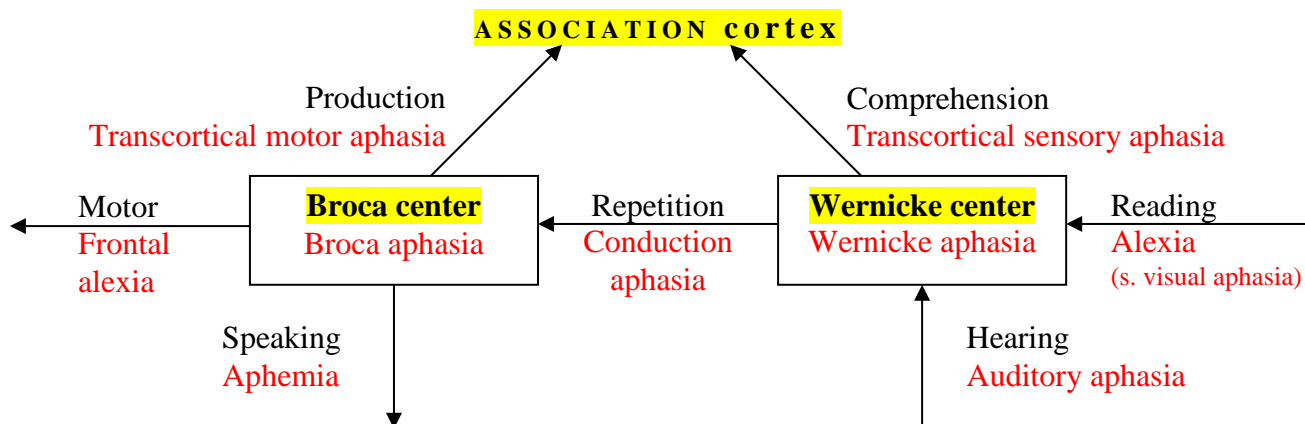 ASSOCIATION cortex
Production
Transcortical motor aphasia
Comprehension
Transcortical sensory aphasia
Motor
Frontal
alexia
Broca center
Broca aphasia
Repetition
Conduction
aphasia
Wernicke center
Wernicke aphasia
Reading
Alexia
(s. visual aphasia)
Speaking
Aphemia
Hearing
Auditory aphasia